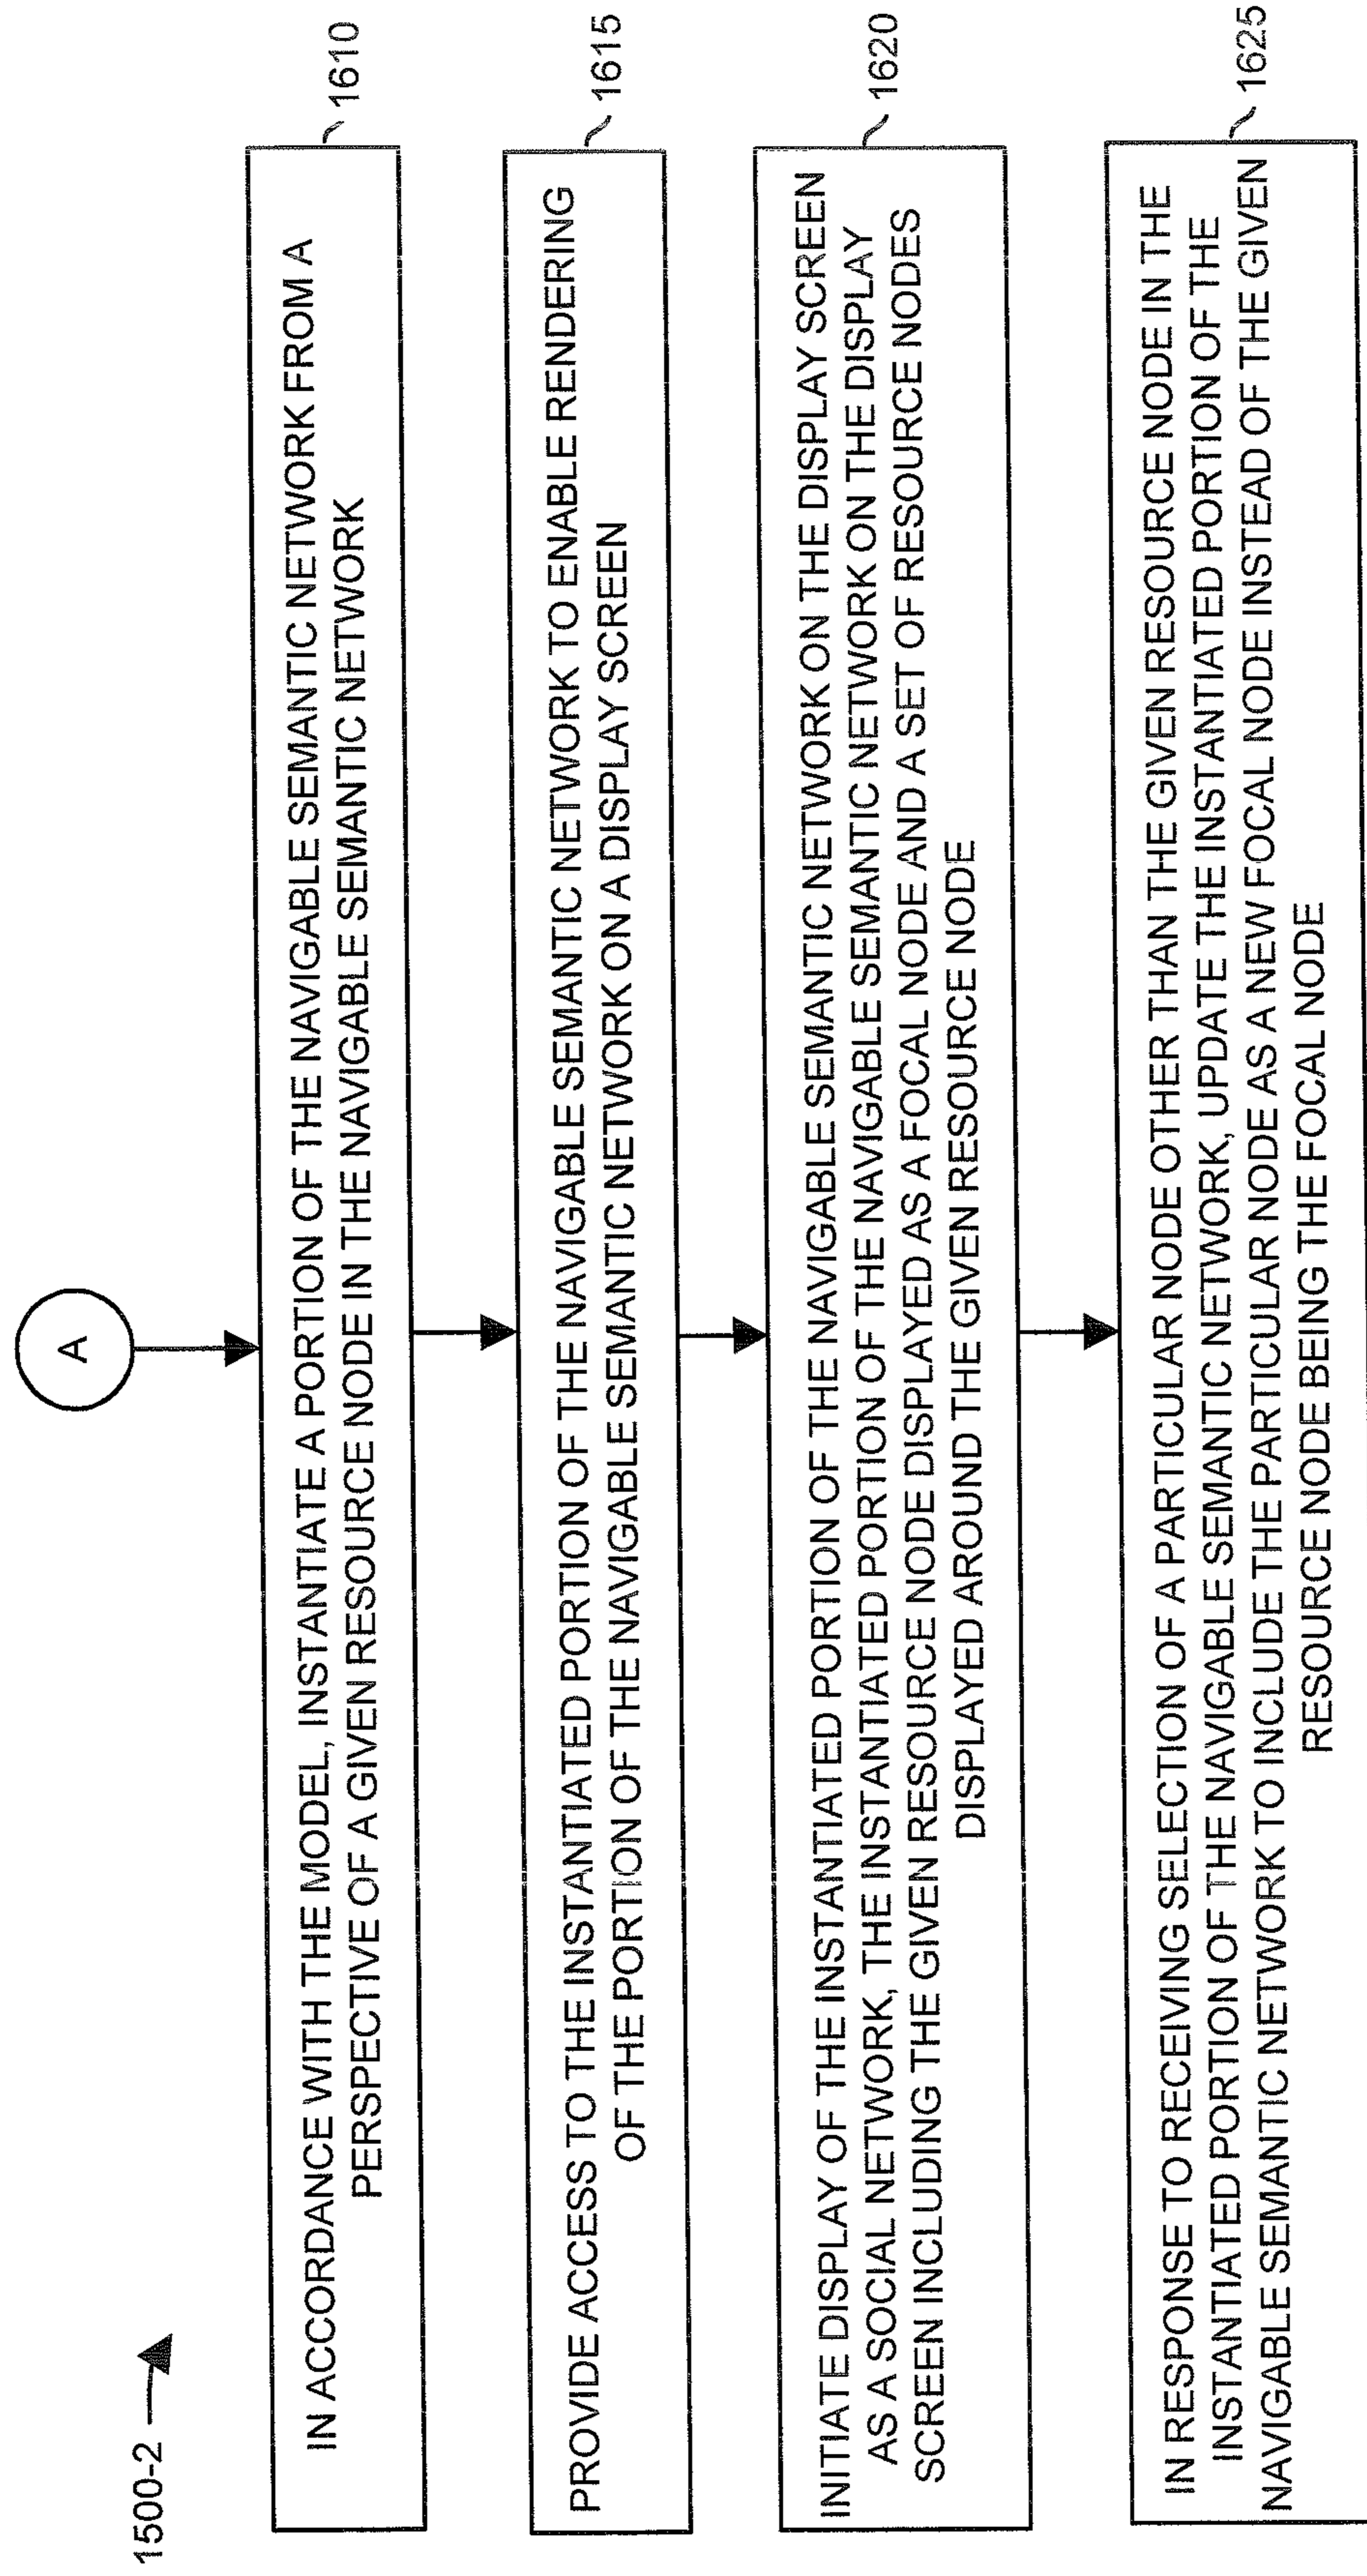 1500-2
A
1610
IN ACCORDANCE WITH THE MODEL, INSTANTIATE A PORTION OF THE NAVIGABLE SEMANTIC NETWORK FROM A
PERSPECTIVE OF A GIVEN RESOURCE NODE IN THE NAVIGABLE SEMANTIC NETWORK
1615
PROVIDE ACCESS TO THE INSTANTIATED PORTION OF THE NAVIGABLE SEMANTIC NETWORK TO ENABLE RENDERING
OF THE PORTION OF THE NAVIGABLE SEMANTIC NETWORK ON A DISPLAY SCREEN
1620
INITIATE DISPLAY OF THE INSTANTIATED PORTION OF THE NAVIGABLE SEMANTIC NETWORK ON THE DISPLAY SCREEN
AS A SOCIAL NETWORK, THE INSTANTIATED PORTION OF THE NAVIGABLE SEMANTIC NETWORK ON THE DISPLAY
SCREEN INCLUDING THE GIVEN RESOURCE NODE DISPLAYED AS A FOCAL NODE AND A SET OF RESOURCE NODES
DISPLAYED AROUND THE GIVEN RESOURCE NODE
1625
IN RESPONSE TO RECEIVING SELECTION OF A PARTICULAR NODE OTHER THAN THE GIVEN RESOURCE NODE IN THE
INSTANTIATED PORTION OF THE NAVIGABLE SEMANTIC NETWORK, UPDATE THE INSTANTIATED PORTION OF THE
NAVIGABLE SEMANTIC NETWORK TO INCLUDE THE PARTICULAR NODE AS A NEW FOCAL NODE INSTEAD OF THE GIVEN
RESOURCE NODE BEING THE FOCAL NODE